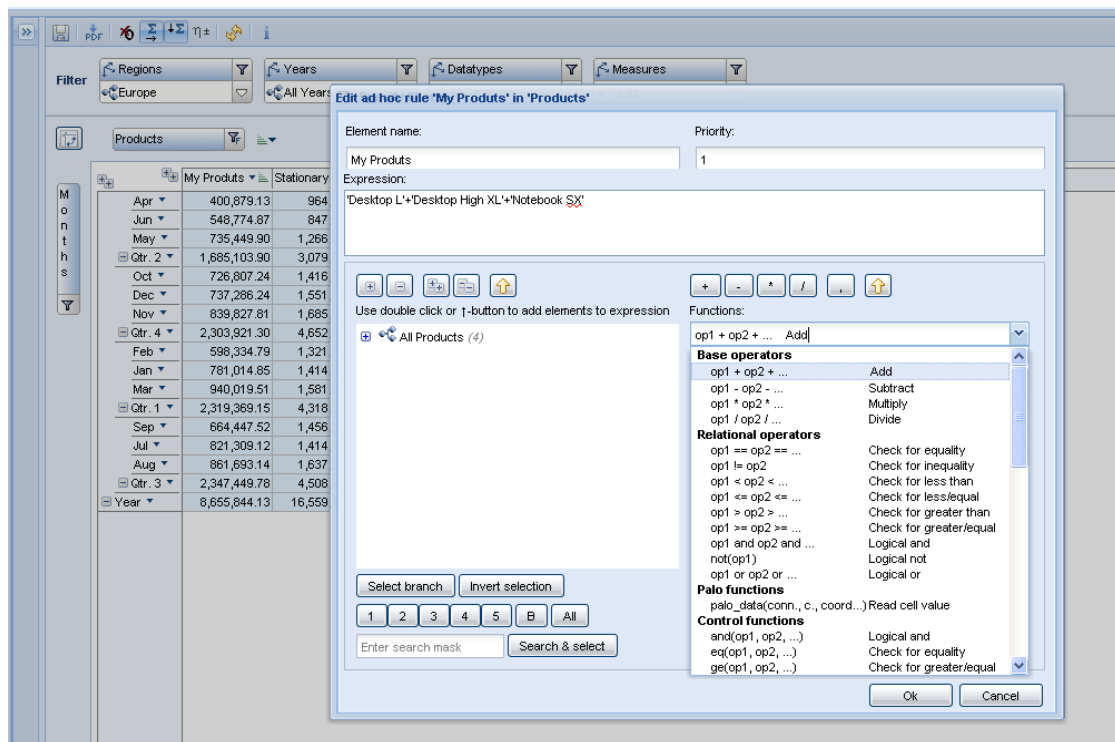 PDF
Filter
Regions
Years
Datatypes
Measures
Europe
All Years
Products
Months
My Produts
Stationary
Apr 400,879.13 964
Jun 548,774.87 847
May 735,449.90 1,266
Qtr. 2 1,685,103.90 3,079
Oct 726,807.24 1,416
Dec 737,286.24 1,551
Nov 839,827.81 1,685
Qtr. 4 2,303,921.30 4,652
Feb 598,334.79 1,321
Jan 781,014.85 1,414
Mar 940,019.51 1,581
Qtr. 1 2,319,369.15 4,318
Sep 664,447.52 1,456
Jul 821,309.12 1,414
Aug 861,693.14 1,637
Qtr. 3 2,347,449.78 4,508
Year 8,655,844.13 16,559
Edit ad hoc rule 'My Produts' in 'Products'
Element name:
Priority:
My Produts
1
Expression:
'Desktop L'+'Desktop High XL'+'Notebook SX'
Use double click or ↑-button to add elements to expression
All Products (4)
Select branch
Invert selection
1 2 3 4 5 B All
Enter search mask
Search & select
+ - * / ,
Functions:
op1 + op2 + ... Add
Base operators
op1 + op2 + ... Add
op1 - op2 - ... Subtract
op1 * op2 * ... Multiply
op1 / op2 / ... Divide
Relational operators
op1 == op2 == ... Check for equality
op1 != op2 Check for inequality
op1 < op2 < ... Check for less than
op1 <= op2 <= ... Check for less/equal
op1 > op2 > ... Check for greater than
op1 >= op2 >= ... Check for greater/equal
op1 and op2 and ... Logical and
not(op1) Logical not
op1 or op2 or ... Logical or
Palo functions
palo_data(conn., c., coord...) Read cell value
Control functions
and(op1, op2, ...) Logical and
eq(op1, op2, ...) Check for equality
ge(op1, op2, ...) Check for greater/equal
Ok
Cancel